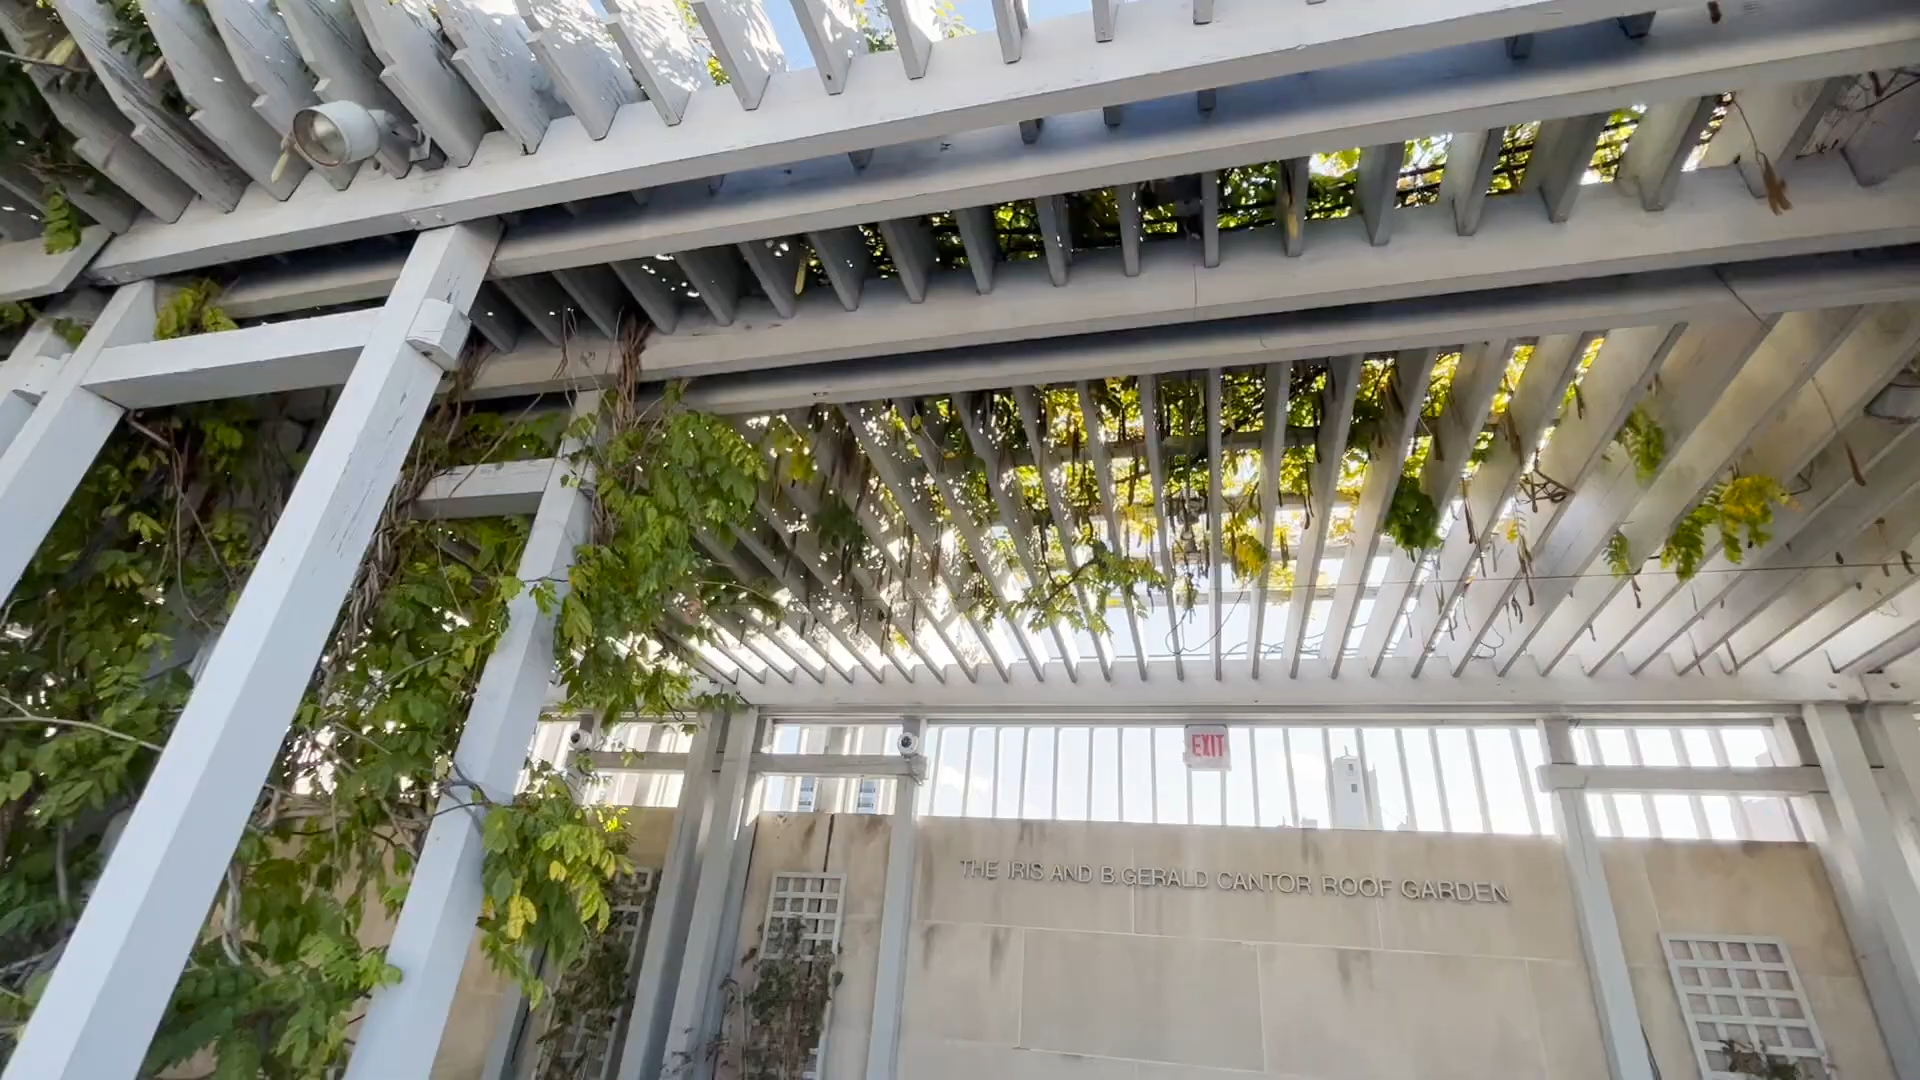 EXIT
THE IRIS AND B. GERALD CANTOR ROOF GARDEN